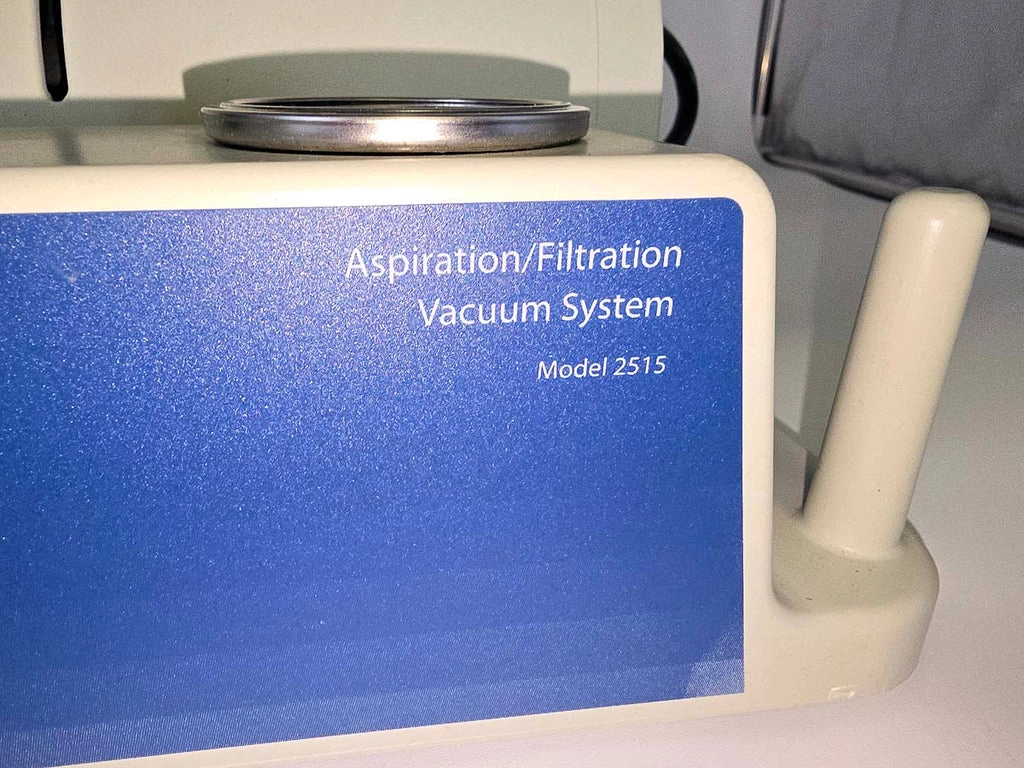 Aspiration/Filtration
Vacuum System
Model 2515